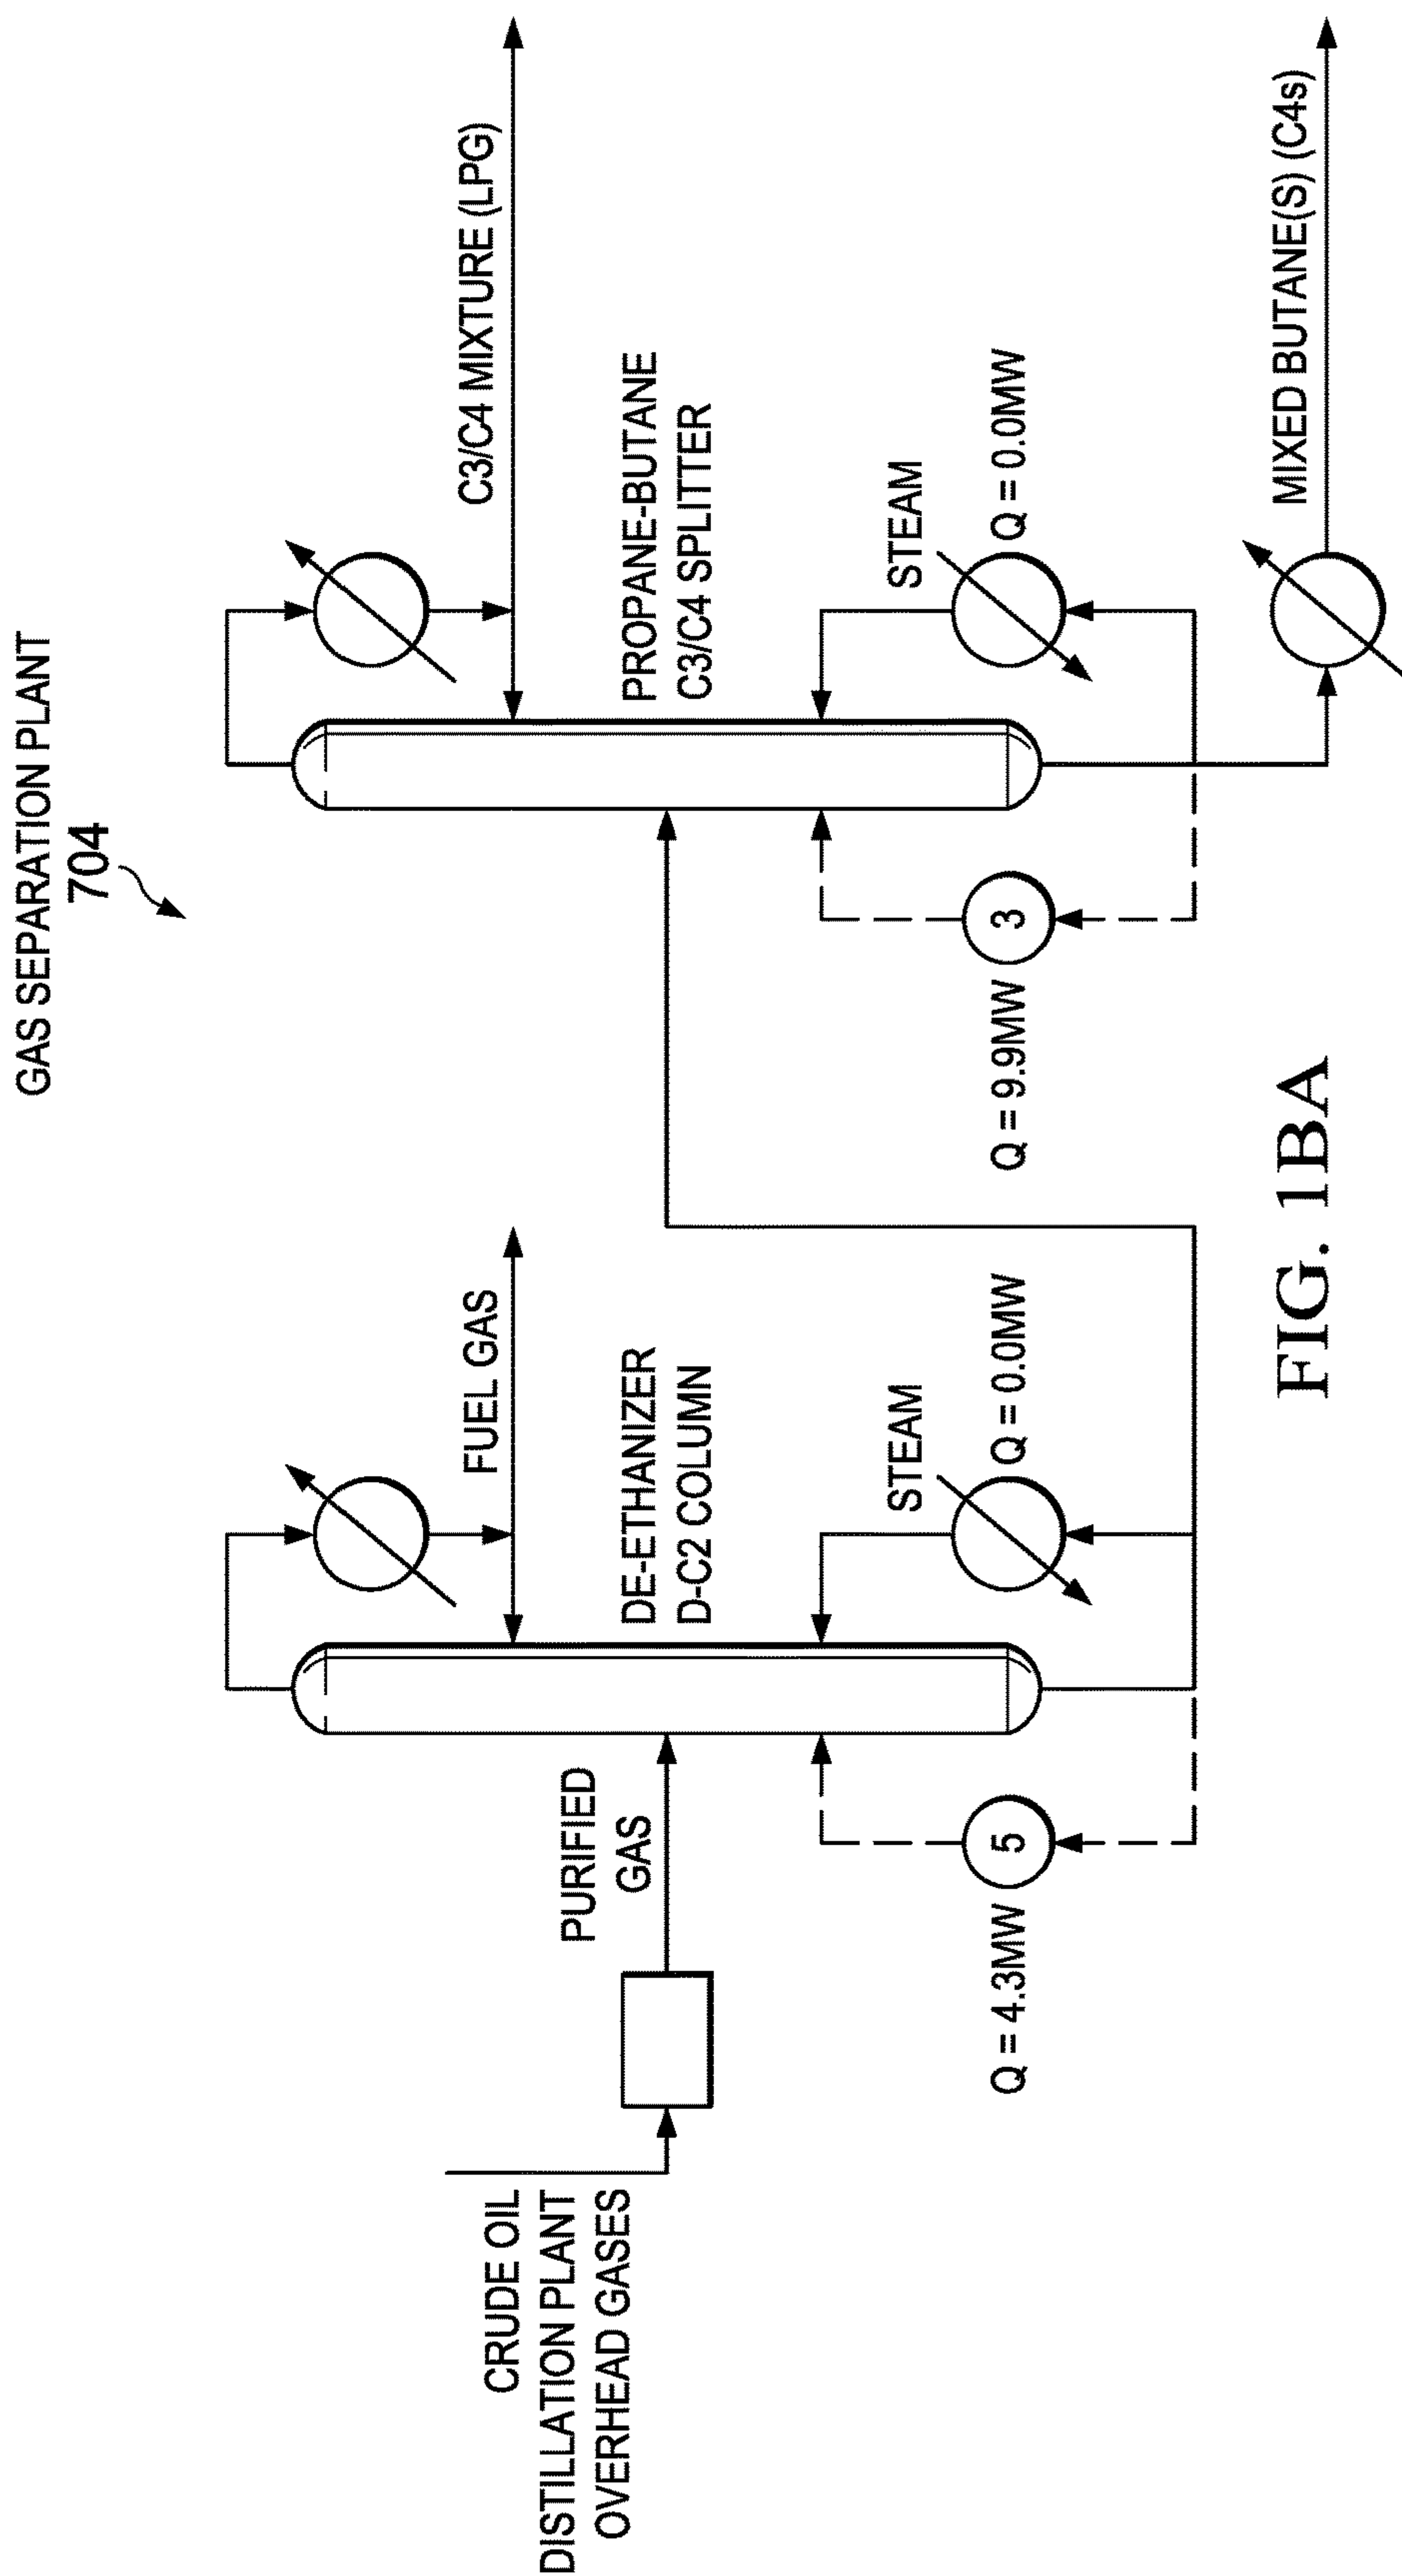 GAS SEPARATION PLANT
704
CRUDE OIL
DISTILLATION PLANT
OVERHEAD GASES
PURIFIED
GAS
FUEL GAS
DE-ETHANIZER
D-C2 COLUMN
STEAM
Q = 0.0MW
5
Q = 4.3MW
C3/C4 MIXTURE (LPG)
PROPANE-BUTANE
C3/C4 SPLITTER
STEAM
Q = 0.0MW
3
Q = 9.9MW
MIXED BUTANE(S) (C4s)
FIG. 1BA